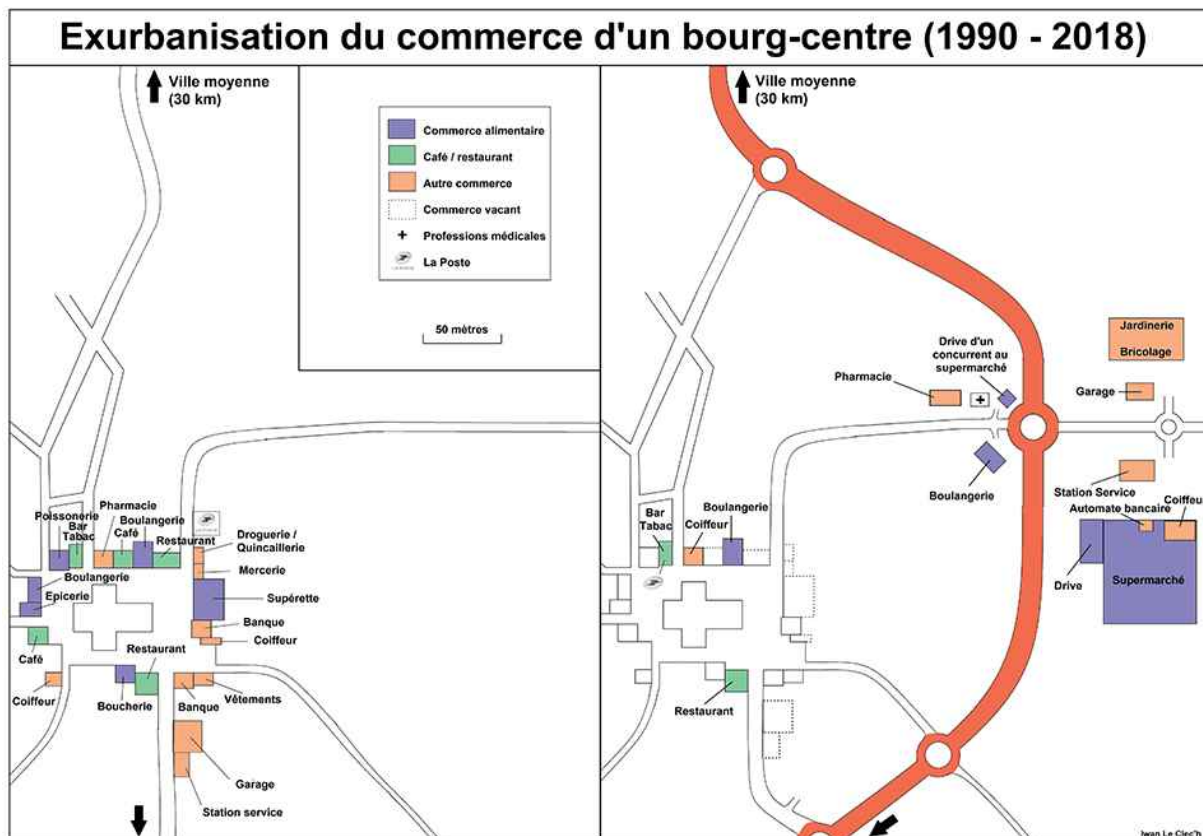 Exurbanisation du commerce d'un bourg-centre (1990 - 2018)
Ville moyenne
(30 km)
Commerce alimentaire
Café / restaurant
Autre commerce
Commerce vacant
Professions médicales
La Poste
50 mètres
Poissonerie
Bar
Tabac
Pharmacie
Café
Boulangerie
Restaurant
Droguerie /
Quincaillerie
Mercerie
Boulangerie
Epicerie
Supérette
Banque
Coiffeur
Café
Restaurant
Coiffeur
Boucherie
Banque
Vêtements
Garage
Station service
Ville moyenne
(30 km)
Jardinerie
Bricolage
Drive d'un
concurrent au
supermarché
Pharmacie
Garage
Boulangerie
Station Service
Automate bancaire
Coiffeur
Bar
Tabac
Coiffeur
Boulangerie
Drive
Supermarché
Restaurant